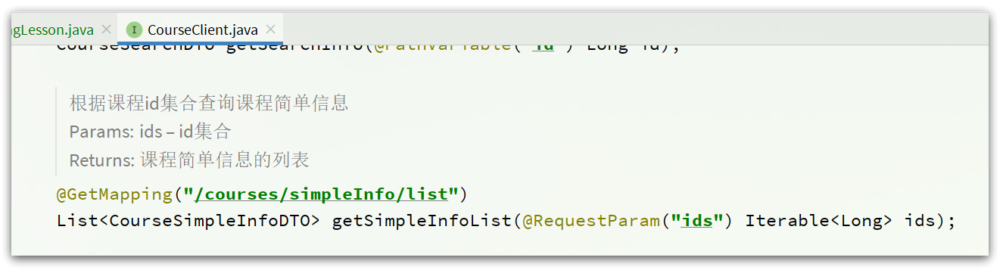 gLesson.java
I CourseClient.java
CourseSearchDTO getSearchInfo(@PathVariable("id") Long id);
根据课程id集合查询课程简单信息
Params: ids – id集合
Returns: 课程简单信息的列表
@GetMapping("/courses/simpleInfo/list")
List<CourseSimpleInfoDTO> getSimpleInfoList(@RequestParam("ids") Iterable<Long> ids);